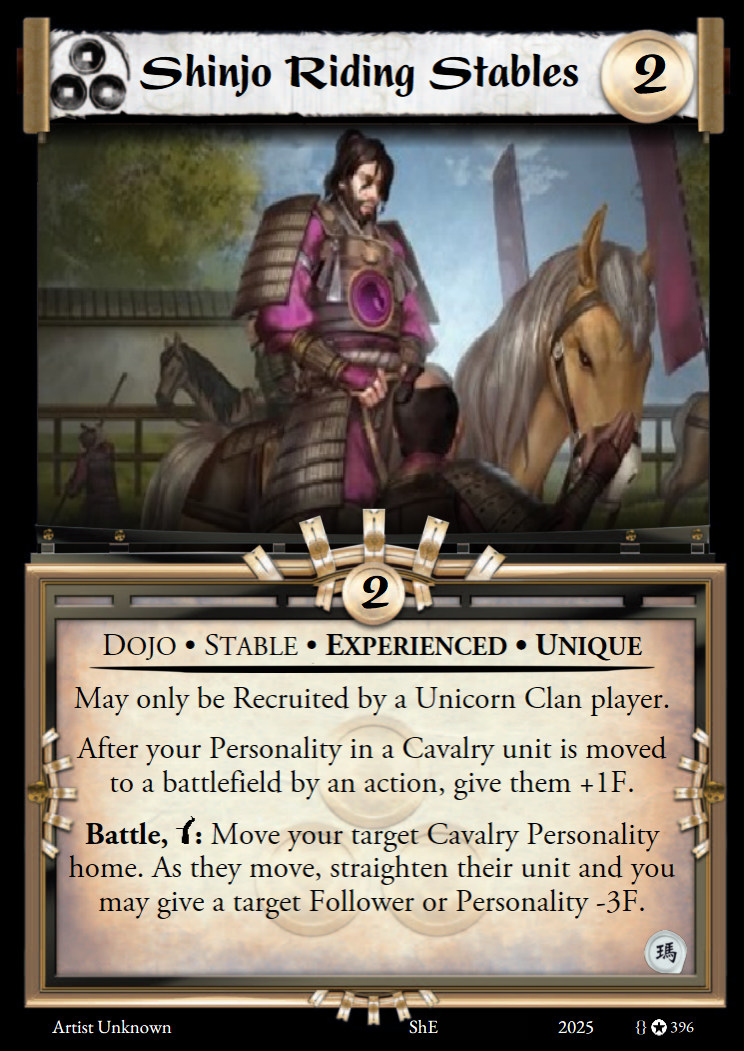 Shinjo Riding Stables 2
2
Dojo • Stable • Experienced • Unique
May only be Recruited by a Unicorn Clan player.
After your Personality in a Cavalry unit is moved
to a battlefield by an action, give them +1F.
Battle, : Move your target Cavalry Personality
home. As they move, straighten their unit and you
may give a target Follower or Personality -3F.
瑪
Artist Unknown ShE 2025 {} ✪ 396